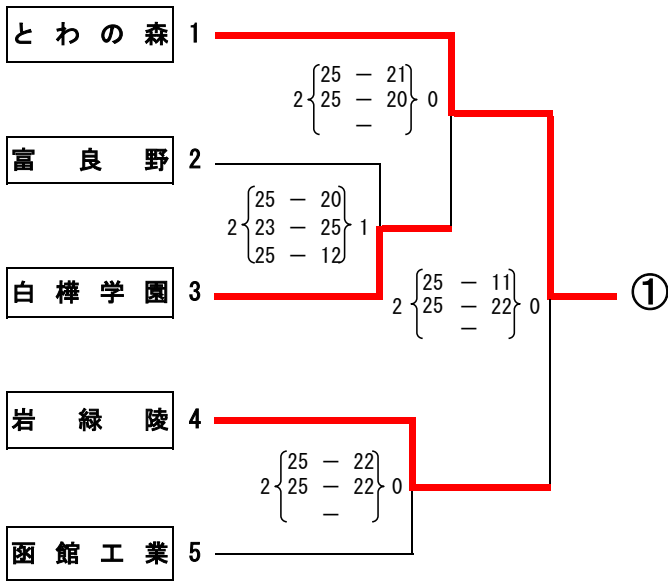 とわの森 1
25 － 21
2 25 － 20 0
－
富良野 2
25 － 20
2 23 － 25 1
25 － 12
白樺学園 3
25 － 11
2 25 － 22 0
－
①
岩緑陵 4
25 － 22
2 25 － 22 0
－
函館工業 5